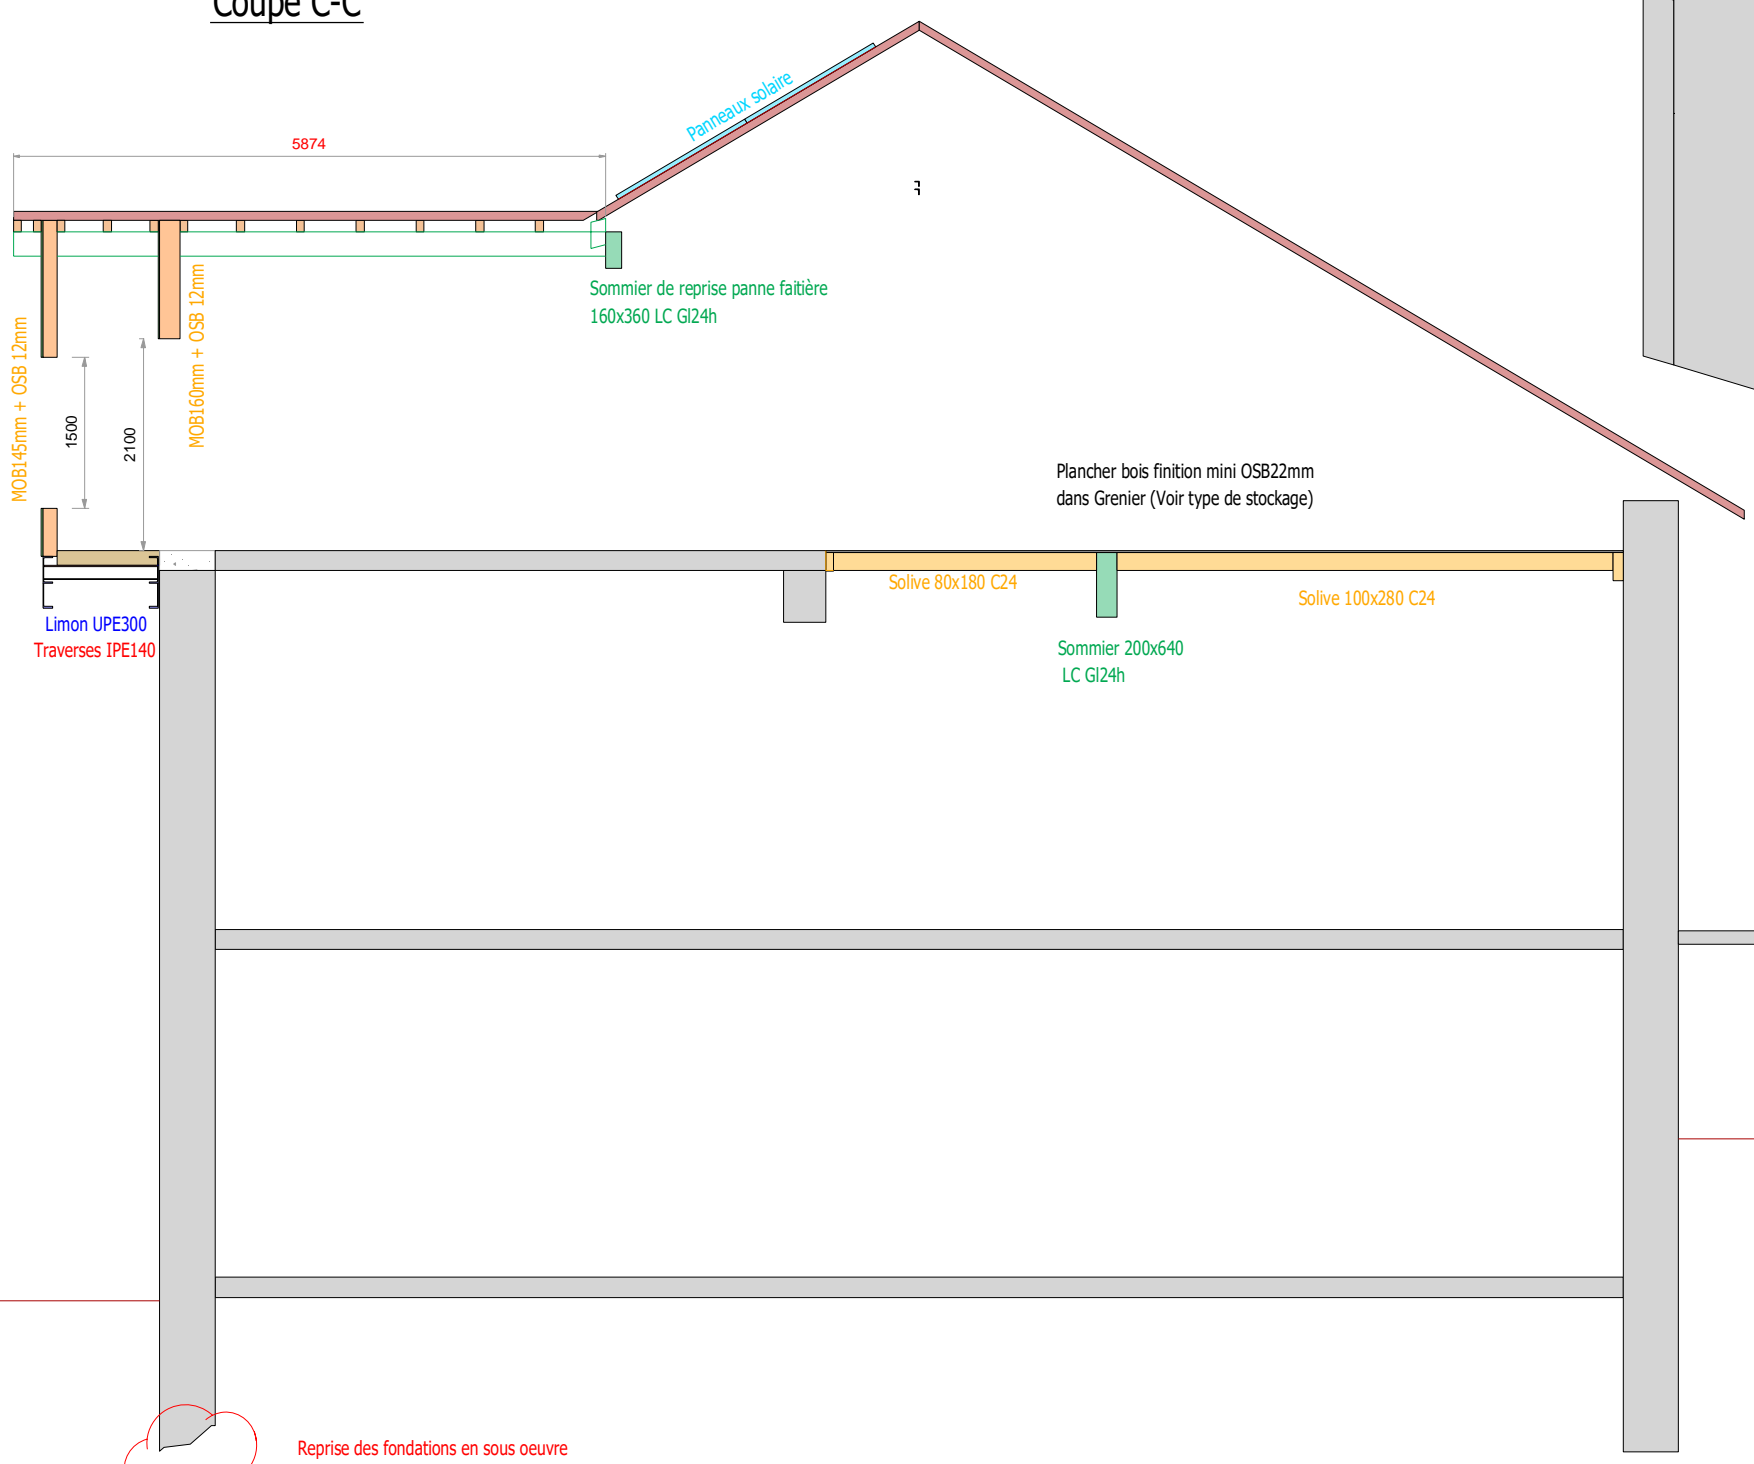 Coupe C-C
Panneaux solaire
5874
Sommier de reprise panne faitière
160x360 LC Gl24h
MOB145mm + OSB 12mm
MOB160mm + OSB 12mm
1500
2100
Plancher bois finition mini OSB22mm
dans Grenier (Voir type de stockage)
Solive 80x180 C24
Solive 100x280 C24
Limon UPE300
Traverses IPE140
Sommier 200x640
LC Gl24h
Reprise des fondations en sous oeuvre